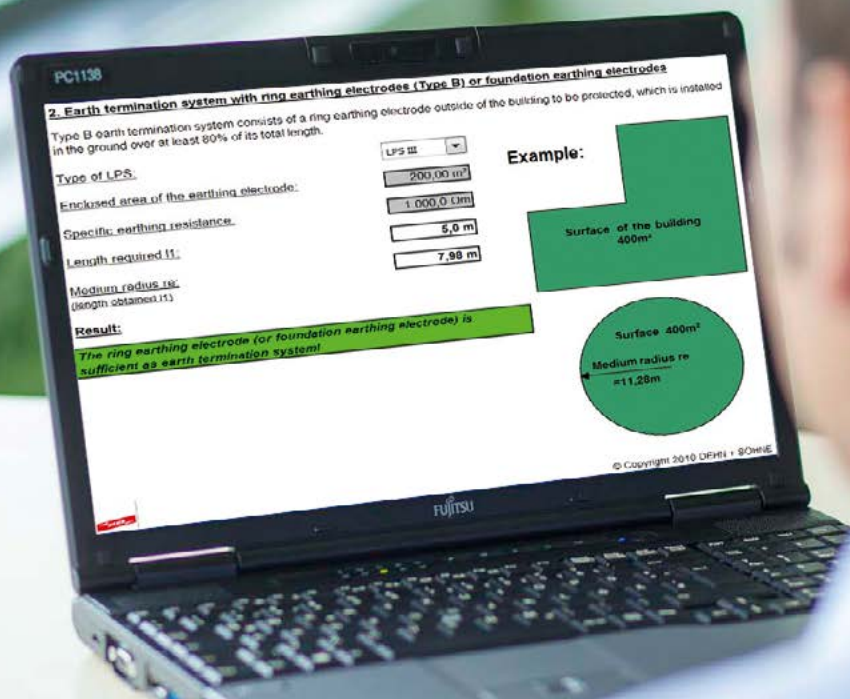 PC1138
2. Earth termination system with ring earthing electrodes (Type B) or foundation earthing electrodes
Type B earth termination system consists of a ring earthing electrode outside of the building to be protected, which is installed
in the ground over at least 80% of its total length.
Type of LPS:
LPS III
Enclosed area of the earthing electrode:
200,00 m²
Specific earthing resistance:
1 000,0 Ωm
Length required l1:
5,0 m
Medium radius re:
7,98 m
(length obtained l1)
Result:
The ring earthing electrode (or foundation earthing electrode) is
sufficient as earth termination system!
Example:
Surface of the building
400m²
Surface 400m²
Medium radius re
=11,28m
© Copyright 2010 DEHN + SÖHNE
FUJITSU